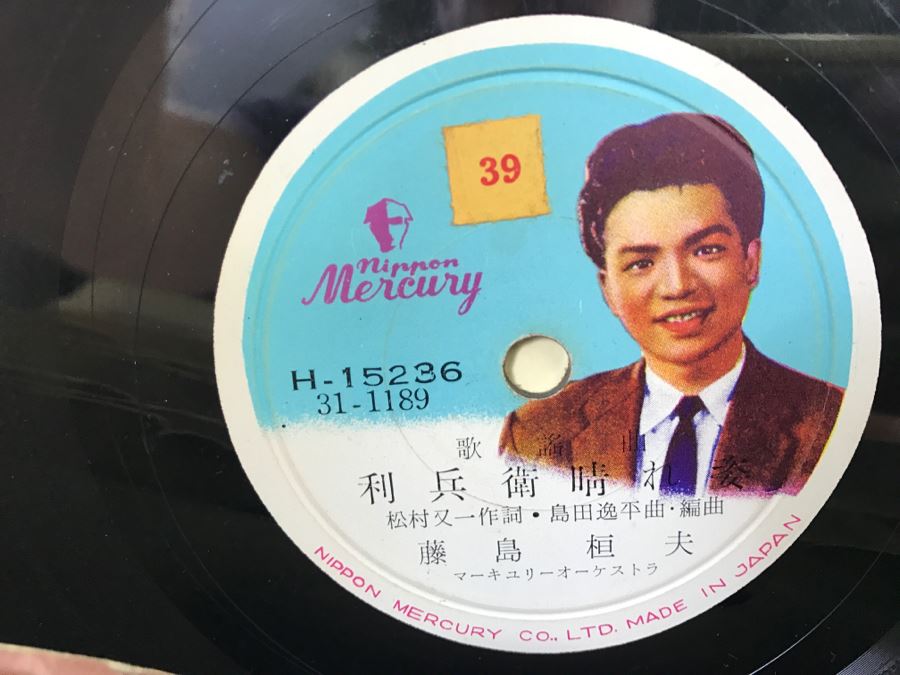 39
Nippon
Mercury
H-15236
31-1189
歌謡曲
利兵衛晴れ姿
松村又一作詞・島田逸平曲・編曲
藤島桓夫
マーキュリーオーケストラ
NIPPON MERCURY CO., LTD. MADE IN JAPAN